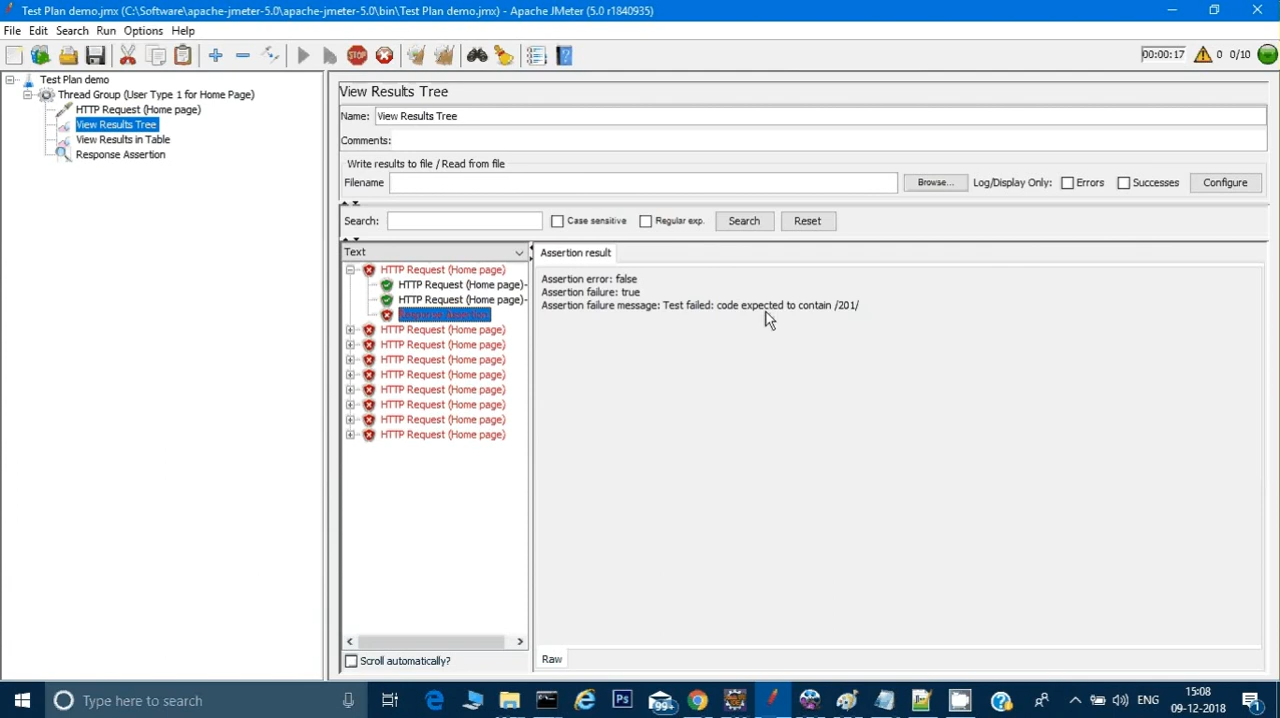 Test Plan demo.jmx (C:\Software\apache-jmeter-5.0\apache-jmeter-5.0\bin\Test Plan demo.jmx) - Apache JMeter (5.0 r1840935)
File Edit Search Run Options Help
STOP
00:00:17 0 0/10
Test Plan demo
Thread Group (User Type 1 for Home Page)
HTTP Request (Home page)
View Results Tree
View Results in Table
Response Assertion
View Results Tree
Name: View Results Tree
Comments:
Write results to file / Read from file
Filename Browse... Log/Display Only: Errors Successes Configure
Search: Case sensitive Regular exp. Search Reset
Text
HTTP Request (Home page)
HTTP Request (Home page)-
HTTP Request (Home page)-
Response Assertion
HTTP Request (Home page)
HTTP Request (Home page)
HTTP Request (Home page)
HTTP Request (Home page)
HTTP Request (Home page)
HTTP Request (Home page)
HTTP Request (Home page)
HTTP Request (Home page)
Scroll automatically?
Assertion result
Assertion error: false
Assertion failure: true
Assertion failure message: Test failed: code expected to contain /201/
Raw
Type here to search
Ps
99+
ENG
15:08
09-12-2018
1